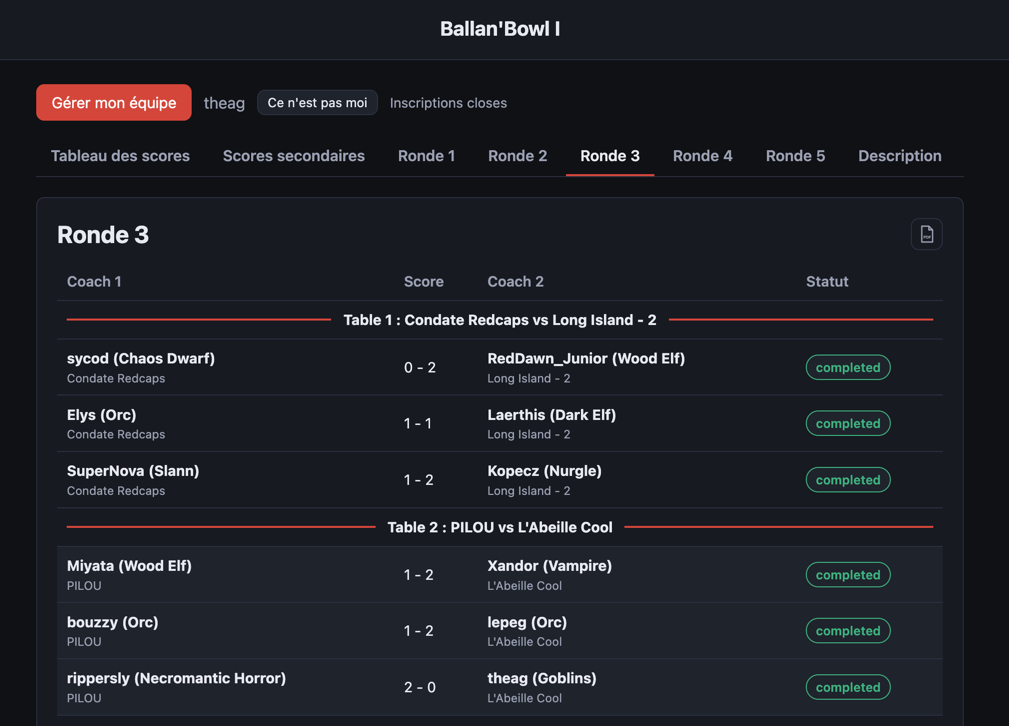 Ballan'Bowl I
Gérer mon équipe theag Ce n'est pas moi Inscriptions closes
Tableau des scores Scores secondaires Ronde 1 Ronde 2 Ronde 3 Ronde 4 Ronde 5 Description
Ronde 3
PDF
Coach 1 Score Coach 2 Statut
Table 1 : Condate Redcaps vs Long Island - 2
sycod (Chaos Dwarf) 0 - 2 RedDawn_Junior (Wood Elf) completed
Condate Redcaps Long Island - 2
Elys (Orc) 1 - 1 Laerthis (Dark Elf) completed
Condate Redcaps Long Island - 2
SuperNova (Slann) 1 - 2 Kopecz (Nurgle) completed
Condate Redcaps Long Island - 2
Table 2 : PILOU vs L'Abeille Cool
Miyata (Wood Elf) 1 - 2 Xandor (Vampire) completed
PILOU L'Abeille Cool
bouzzy (Orc) 1 - 2 lepeg (Orc) completed
PILOU L'Abeille Cool
rippersly (Necromantic Horror) 2 - 0 theag (Goblins) completed
PILOU L'Abeille Cool